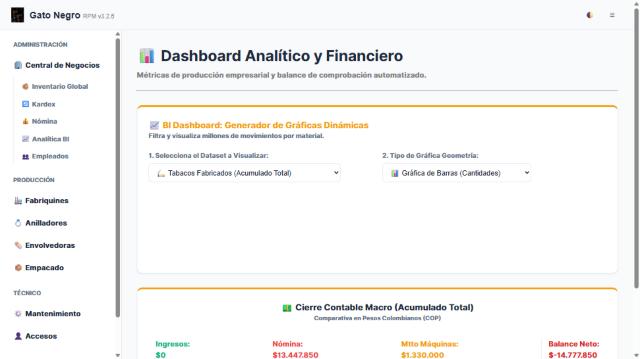 Gato Negro RPM v3.2.6
ADMINISTRACIÓN
Central de Negocios
Inventario Global
Kardex
Nómina
Analítica BI
Empleados
PRODUCCIÓN
Fabriquines
Anilladores
Envolvedoras
Empacado
TÉCNICO
Mantenimiento
Accesos
Dashboard Analítico y Financiero
Métricas de producción empresarial y balance de comprobación automatizado.
BI Dashboard: Generador de Gráficas Dinámicas
Filtra y visualiza millones de movimientos por material.
1. Selecciona el Dataset a Visualizar:
Tabacos Fabricados (Acumulado Total)
2. Tipo de Gráfica Geometría:
Gráfica de Barras (Cantidades)
Cierre Contable Macro (Acumulado Total)
Comparativa en Pesos Colombianos (COP)
Ingresos: Nómina: Mtto Máquinas: Balance Neto:
$0 $13.447.850 $1.330.000 $-14.777.850